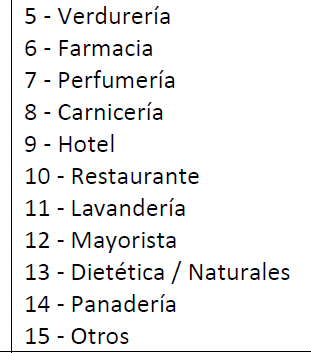 5 - Verdurería
6 - Farmacia
7 - Perfumería
8 - Carnicería
9 - Hotel
10 - Restaurante
11 - Lavandería
12 - Mayorista
13 - Dietética / Naturales
14 - Panadería
15 - Otros